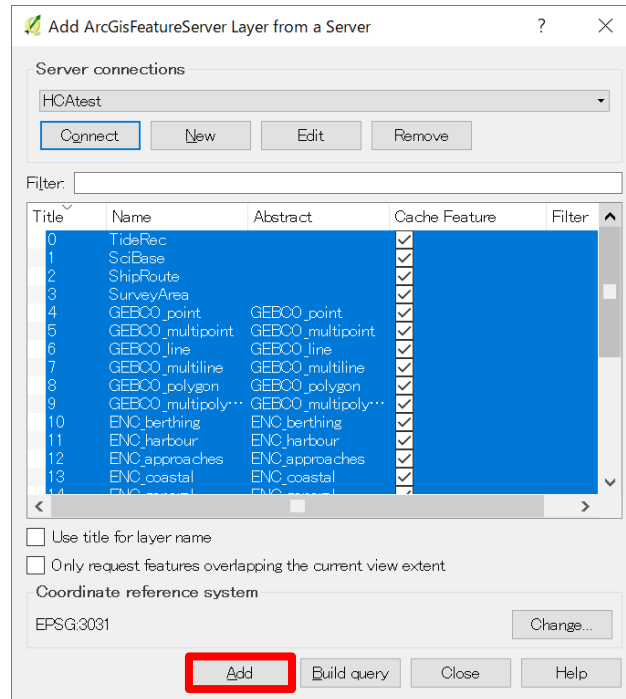 Add ArcGisFeatureServer Layer from a Server ?
Server connections
HCAtest
Connect New Edit Remove
Filter:
Title Name Abstract Cache Feature Filter
0 TideRec
1 SciBase
2 ShipRoute
3 SurveyArea
4 GEBCO_point GEBCO_point
5 GEBCO_multipoint GEBCO_multipoint
6 GEBCO_line GEBCO_line
7 GEBCO_multiline GEBCO_multiline
8 GEBCO_polygon GEBCO_polygon
9 GEBCO_multipoly… GEBCO_multipoly…
10 ENC_berthing ENC_berthing
11 ENC_harbour ENC_harbour
12 ENC_approaches ENC_approaches
13 ENC_coastal ENC_coastal
Use title for layer name
Only request features overlapping the current view extent
Coordinate reference system
EPSG:3031 Change...
Add Build query Close Help